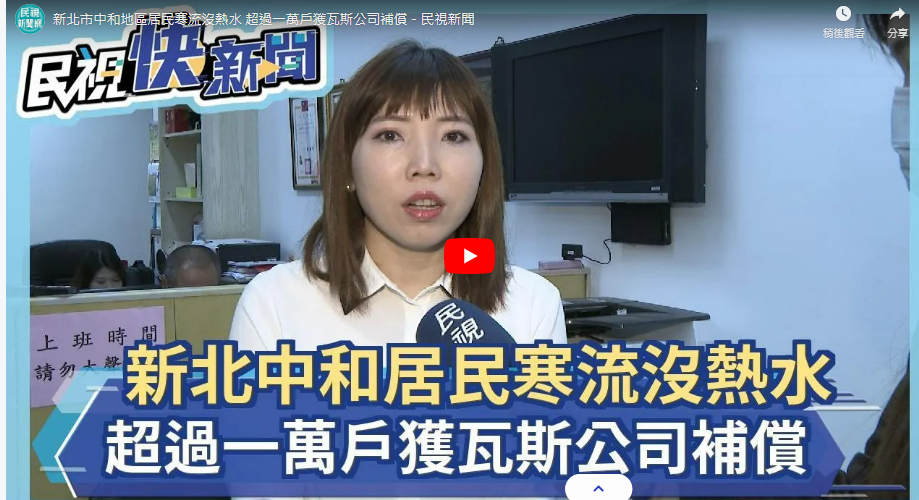 民視新聞網
新北市中和地區居民寒流沒熱水 超過一萬戶獲瓦斯公司補償 - 民視新聞
稍後觀看
分享
民視快新聞
上班時間
請勿大聲
民視
新北中和居民寒流沒熱水
超過一萬戶獲瓦斯公司補償